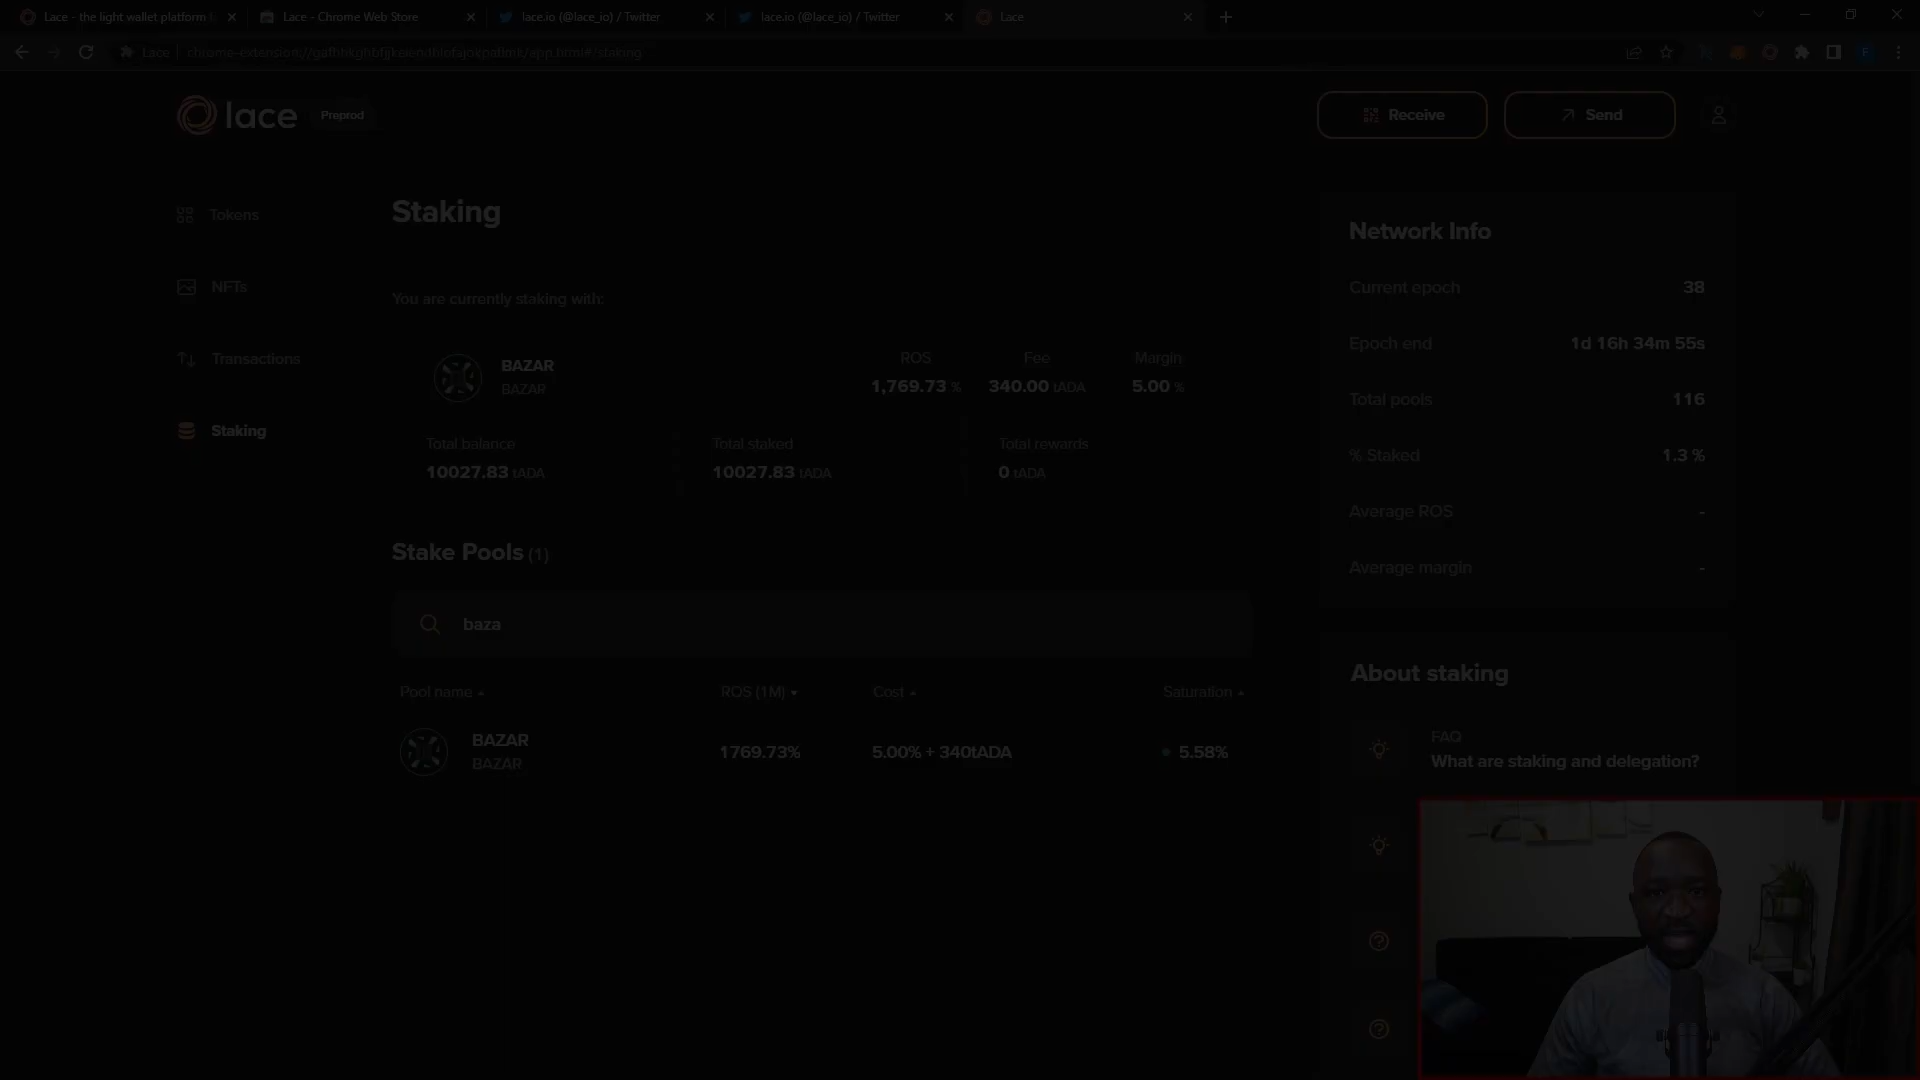 Lace - the light wallet platform
Lace - Chrome Web Store
lace.io (@lace_io) / Twitter
lace.io (@lace_io) / Twitter
Lace
Lace
lace
Preprod
Receive
Send
Tokens
NFTs
Transactions
Staking
Staking
You are currently staking with:
BAZAR
BAZAR
ROS
1,769.73 %
Fee
340.00 tADA
Margin
5.00 %
Total balance
10027.83 tADA
Total staked
10027.83 tADA
Total rewards
0 tADA
Stake Pools (1)
baza
Pool name
ROS (1M)
Cost
Saturation
BAZAR
BAZAR
1769.73%
5.00% + 340tADA
5.58%
Network Info
Current epoch
38
Epoch end
1d 16h 34m 55s
Total pools
116
% Staked
1.3 %
Average ROS
-
Average margin
-
About staking
FAQ
What are staking and delegation?